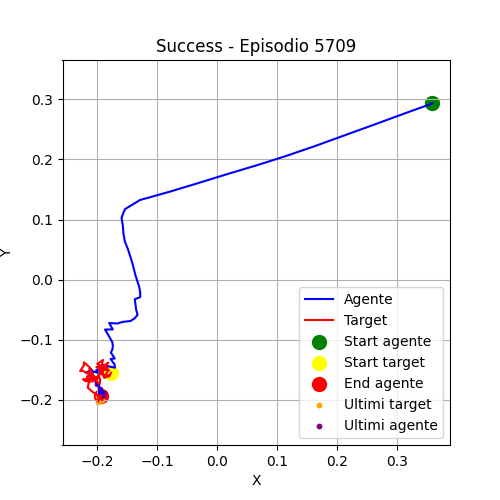 Success - Episodio 5709
0.3
0.2
0.1
0.0
−0.1
−0.2
Y
−0.2
−0.1
0.0
0.1
0.2
0.3
X
Agente
Target
Start agente
Start target
End agente
Ultimi target
Ultimi agente